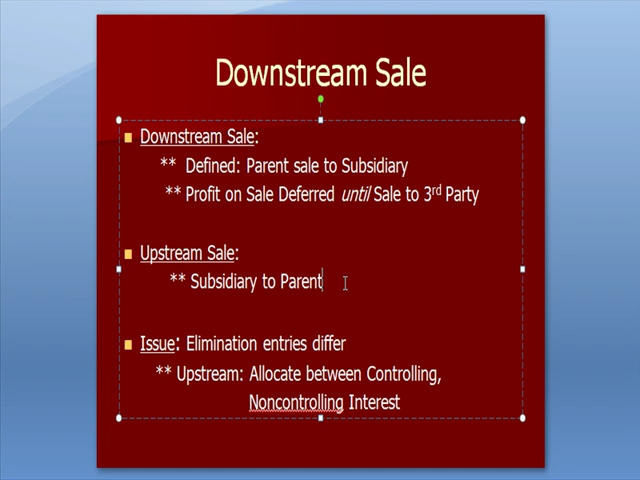 Downstream Sale
Downstream Sale:
** Defined: Parent sale to Subsidiary
** Profit on Sale Deferred until Sale to 3rd Party
Upstream Sale:
** Subsidiary to Parent
Issue: Elimination entries differ
** Upstream: Allocate between Controlling,
Noncontrolling Interest